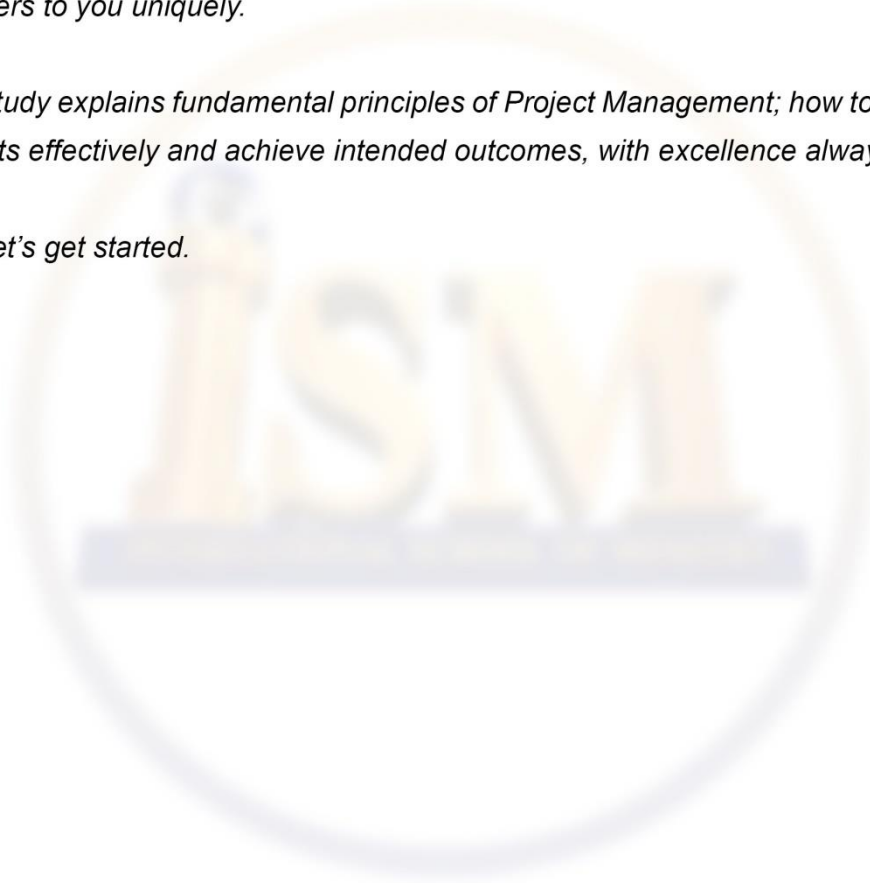 ers to you uniquely.
tudy explains fundamental principles of Project Management; how to
ts effectively and achieve intended outcomes, with excellence alway
et’s get started.
ISM